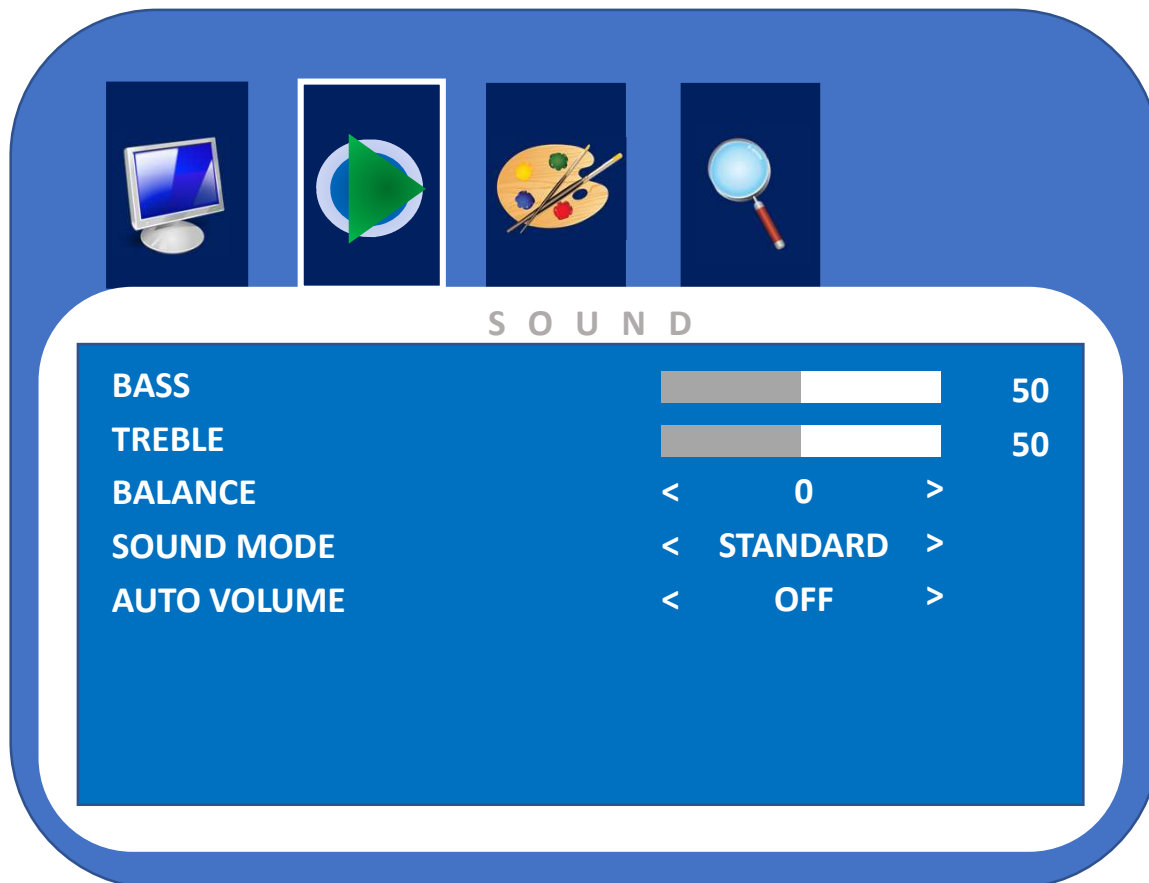 S O U N D
BASS 50
TREBLE 50
BALANCE < 0 >
SOUND MODE < STANDARD >
AUTO VOLUME < OFF >